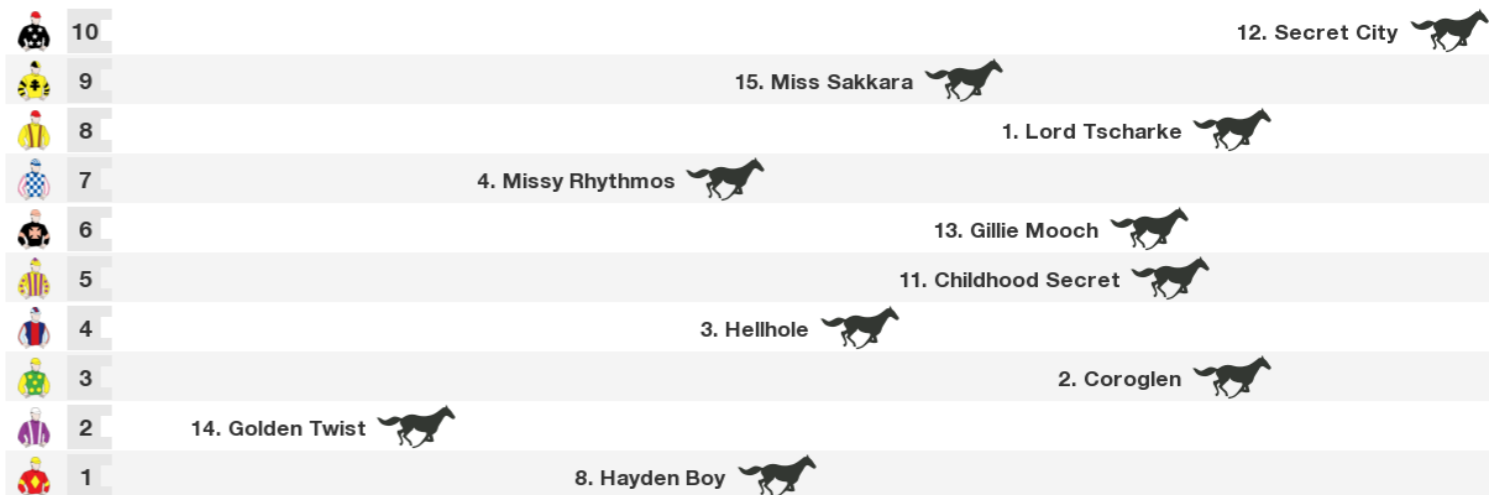 10 12. Secret City
9 15. Miss Sakkara
8 1. Lord Tscharke
7 4. Missy Rhythmos
6 13. Gillie Mooch
5 11. Childhood Secret
4 3. Hellhole
3 2. Coroglen
2 14. Golden Twist
1 8. Hayden Boy